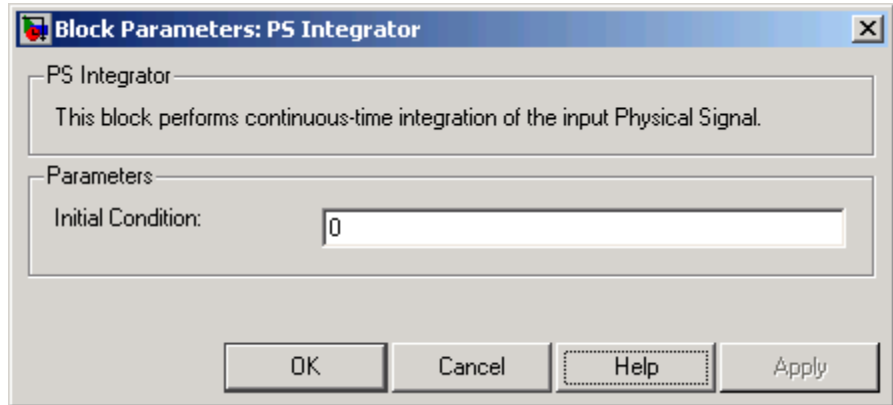 Block Parameters: PS Integrator
PS Integrator
This block performs continuous-time integration of the input Physical Signal.
Parameters
Initial Condition: 0
OK Cancel Help Apply